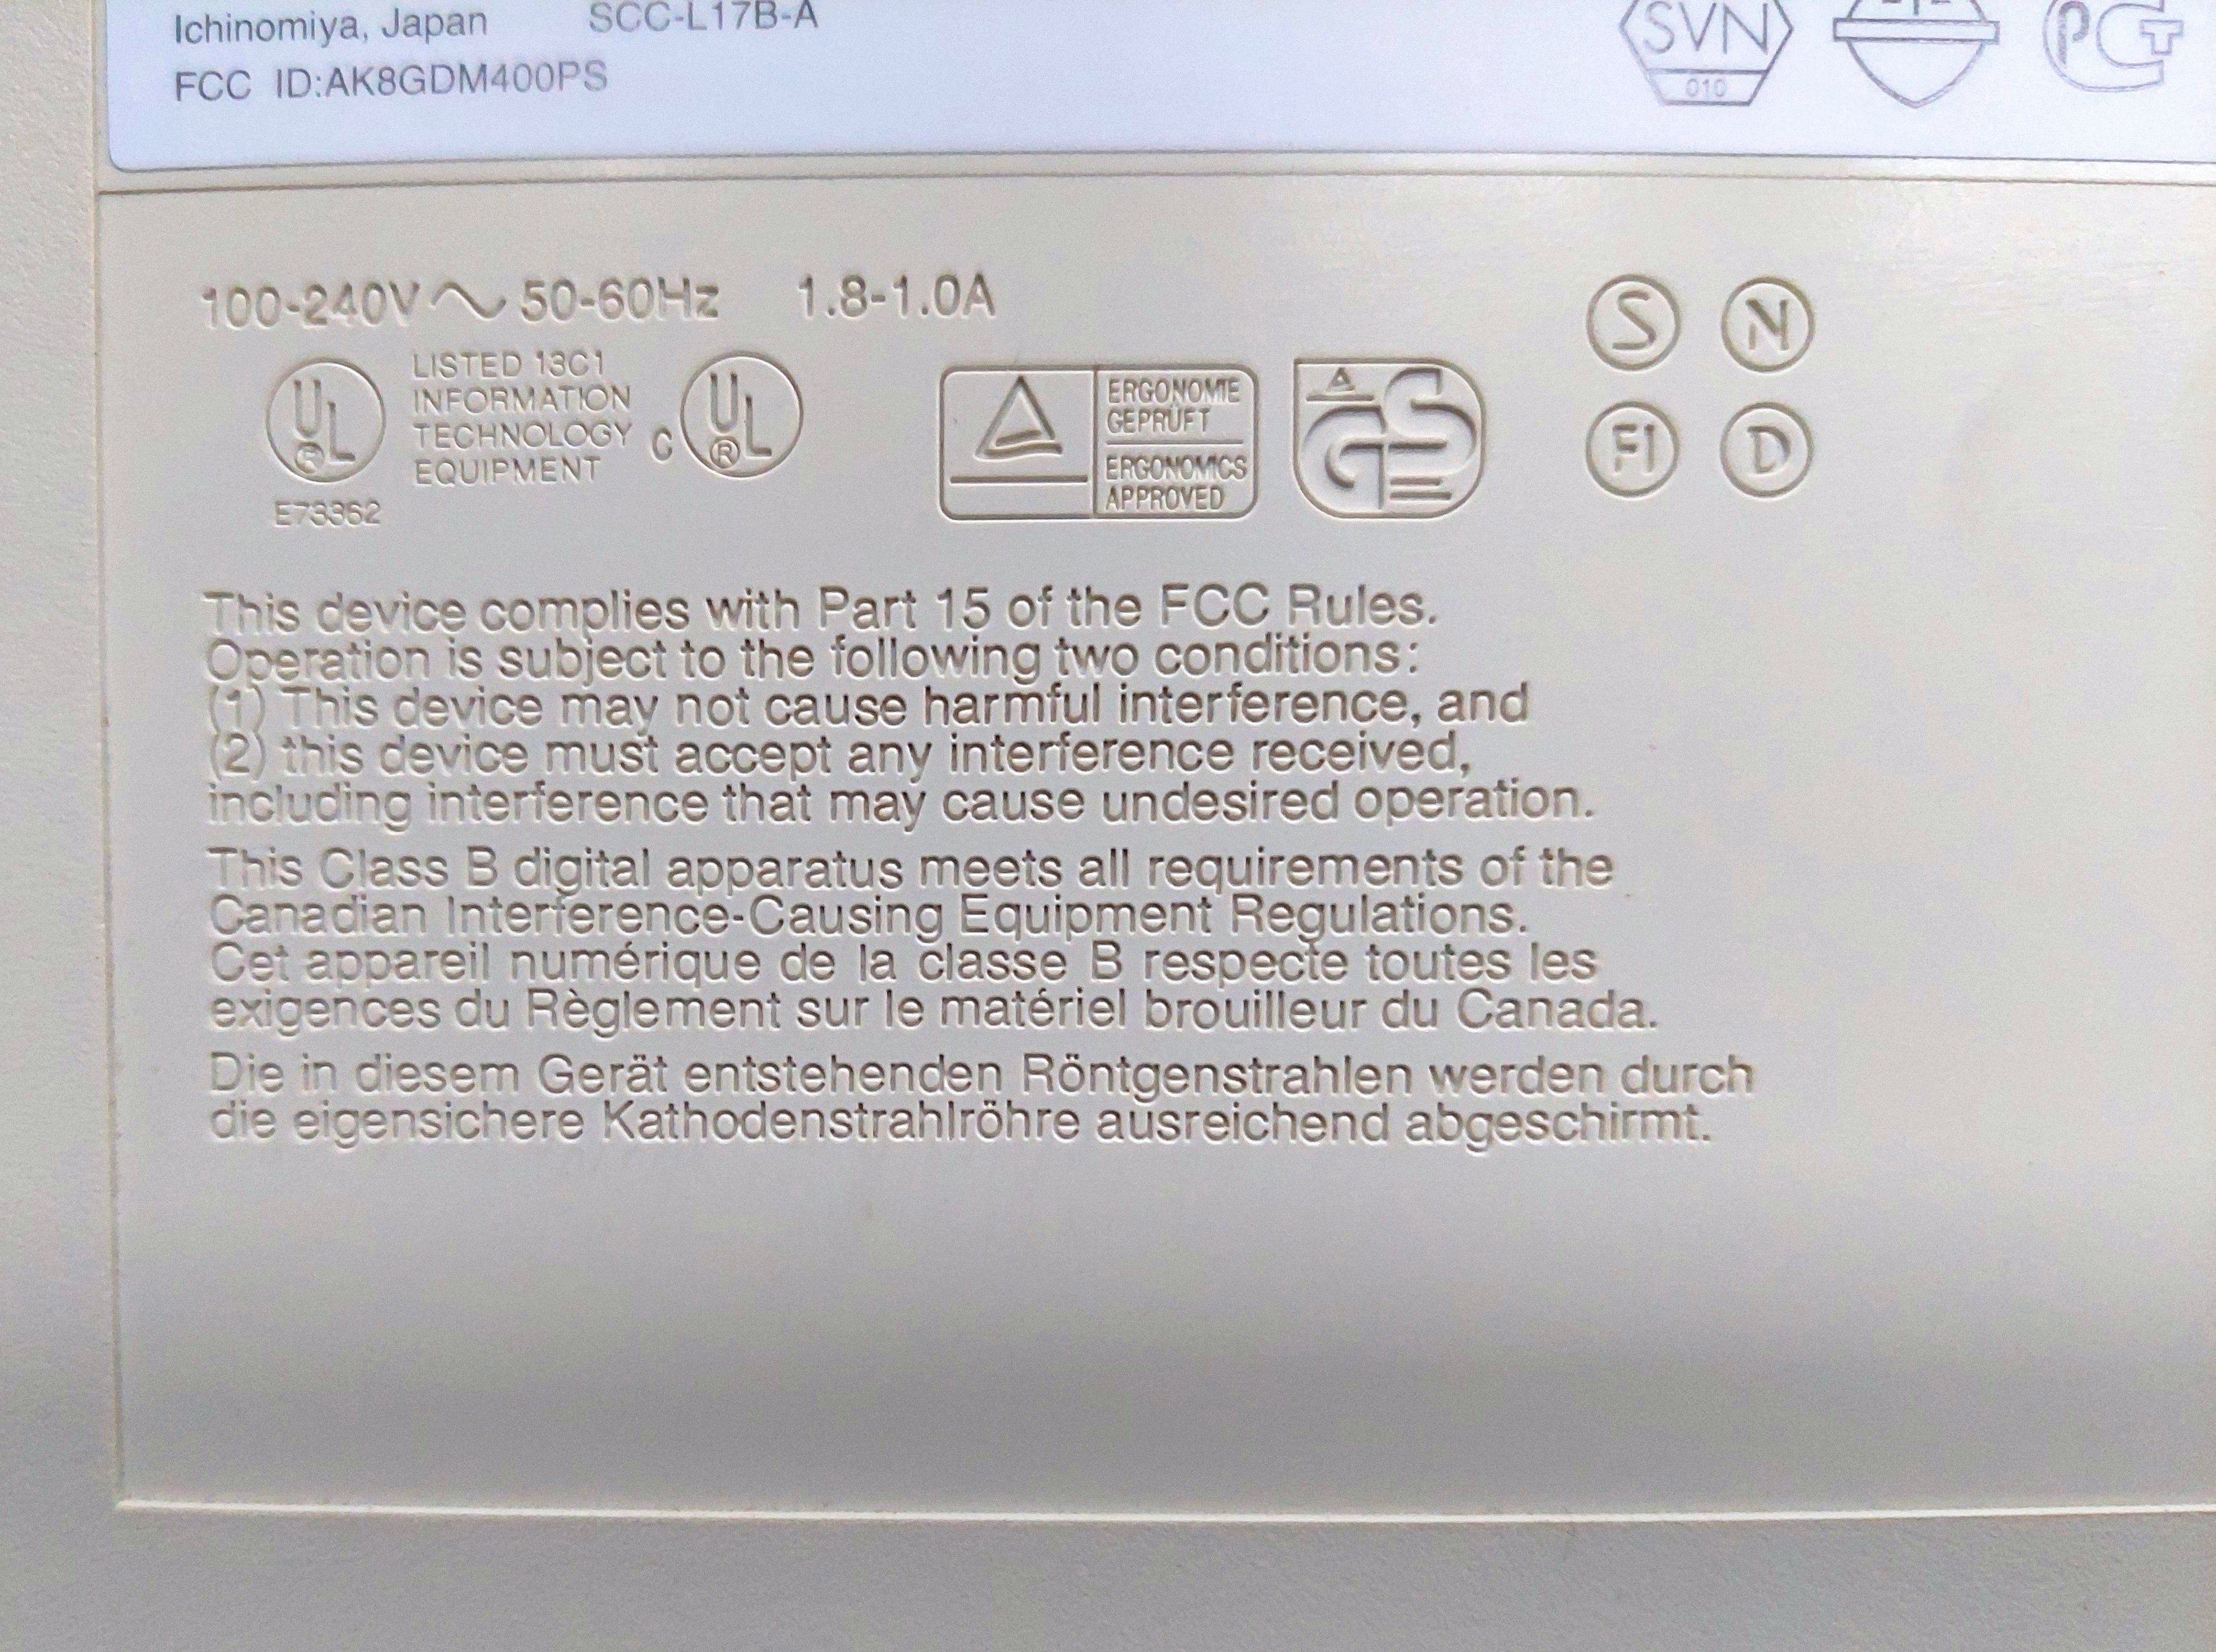 Ichinomiya, Japan SCC-L17B-A
FCC ID:AK8GDM400PS
SVN
010
PCT
100-240V～50-60Hz 1.8-1.0A
S N
FI D
UL
®
LISTED 13C1
INFORMATION
TECHNOLOGY
EQUIPMENT
E73362
C UL
®
ERGONOMIE
GEPRÜFT
ERGONOMICS
APPROVED
GS
This device complies with Part 15 of the FCC Rules.
Operation is subject to the following two conditions:
(1) This device may not cause harmful interference, and
(2) this device must accept any interference received,
including interference that may cause undesired operation.
This Class B digital apparatus meets all requirements of the
Canadian Interference-Causing Equipment Regulations.
Cet appareil numérique de la classe B respecte toutes les
exigences du Règlement sur le matériel brouilleur du Canada.
Die in diesem Gerät entstehenden Röntgenstrahlen werden durch
die eigensichere Kathodenstrahlröhre ausreichend abgeschirmt.